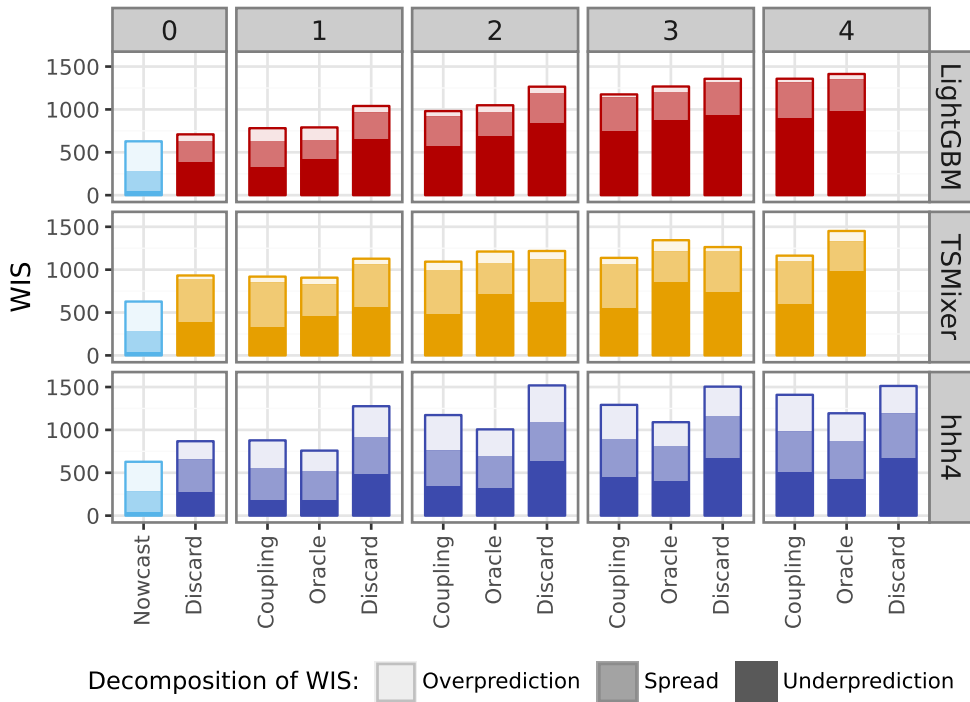 0 1 2 3 4
1500
1000
500
0
LightGBM
1500
1000
500
0
TSMixer
WIS
1500
1000
500
0
hhh4
Nowcast Discard Coupling Oracle Discard Coupling Oracle Discard Coupling Oracle Discard Coupling Oracle Discard
Decomposition of WIS: Overprediction Spread Underprediction